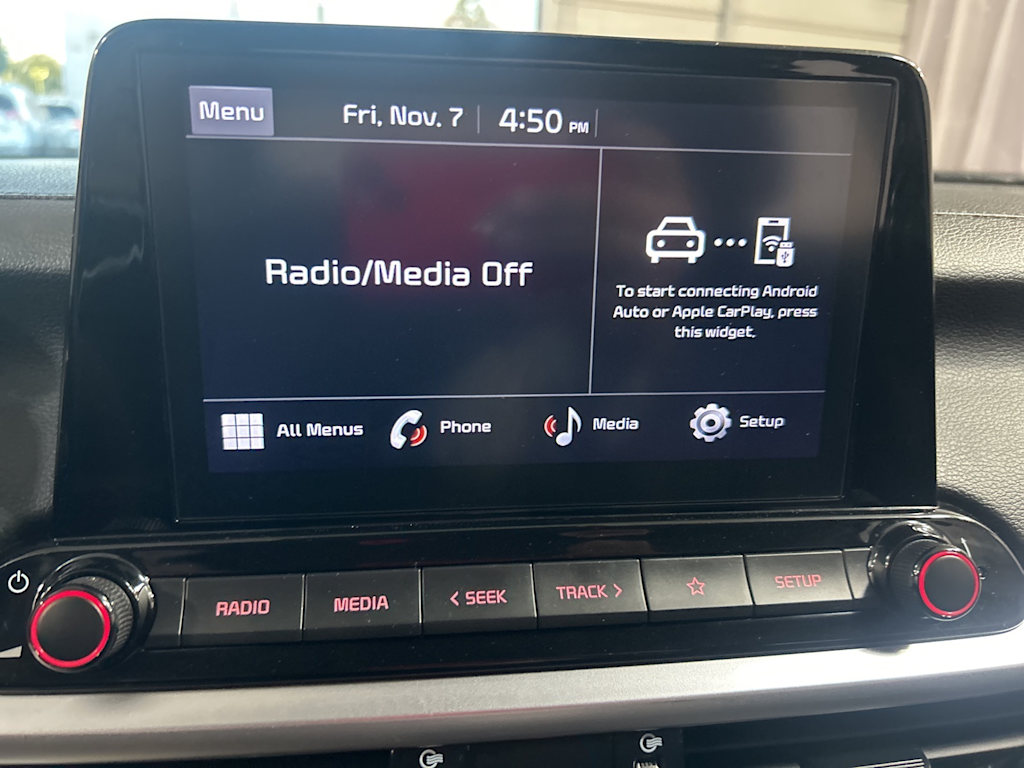 Menu
Fri, Nov. 7 4:50 PM
Radio/Media Off
To start connecting Android
Auto or Apple CarPlay, press
this widget.
All Menus
Phone
Media
Setup
RADIO
MEDIA
< SEEK
TRACK >
SETUP